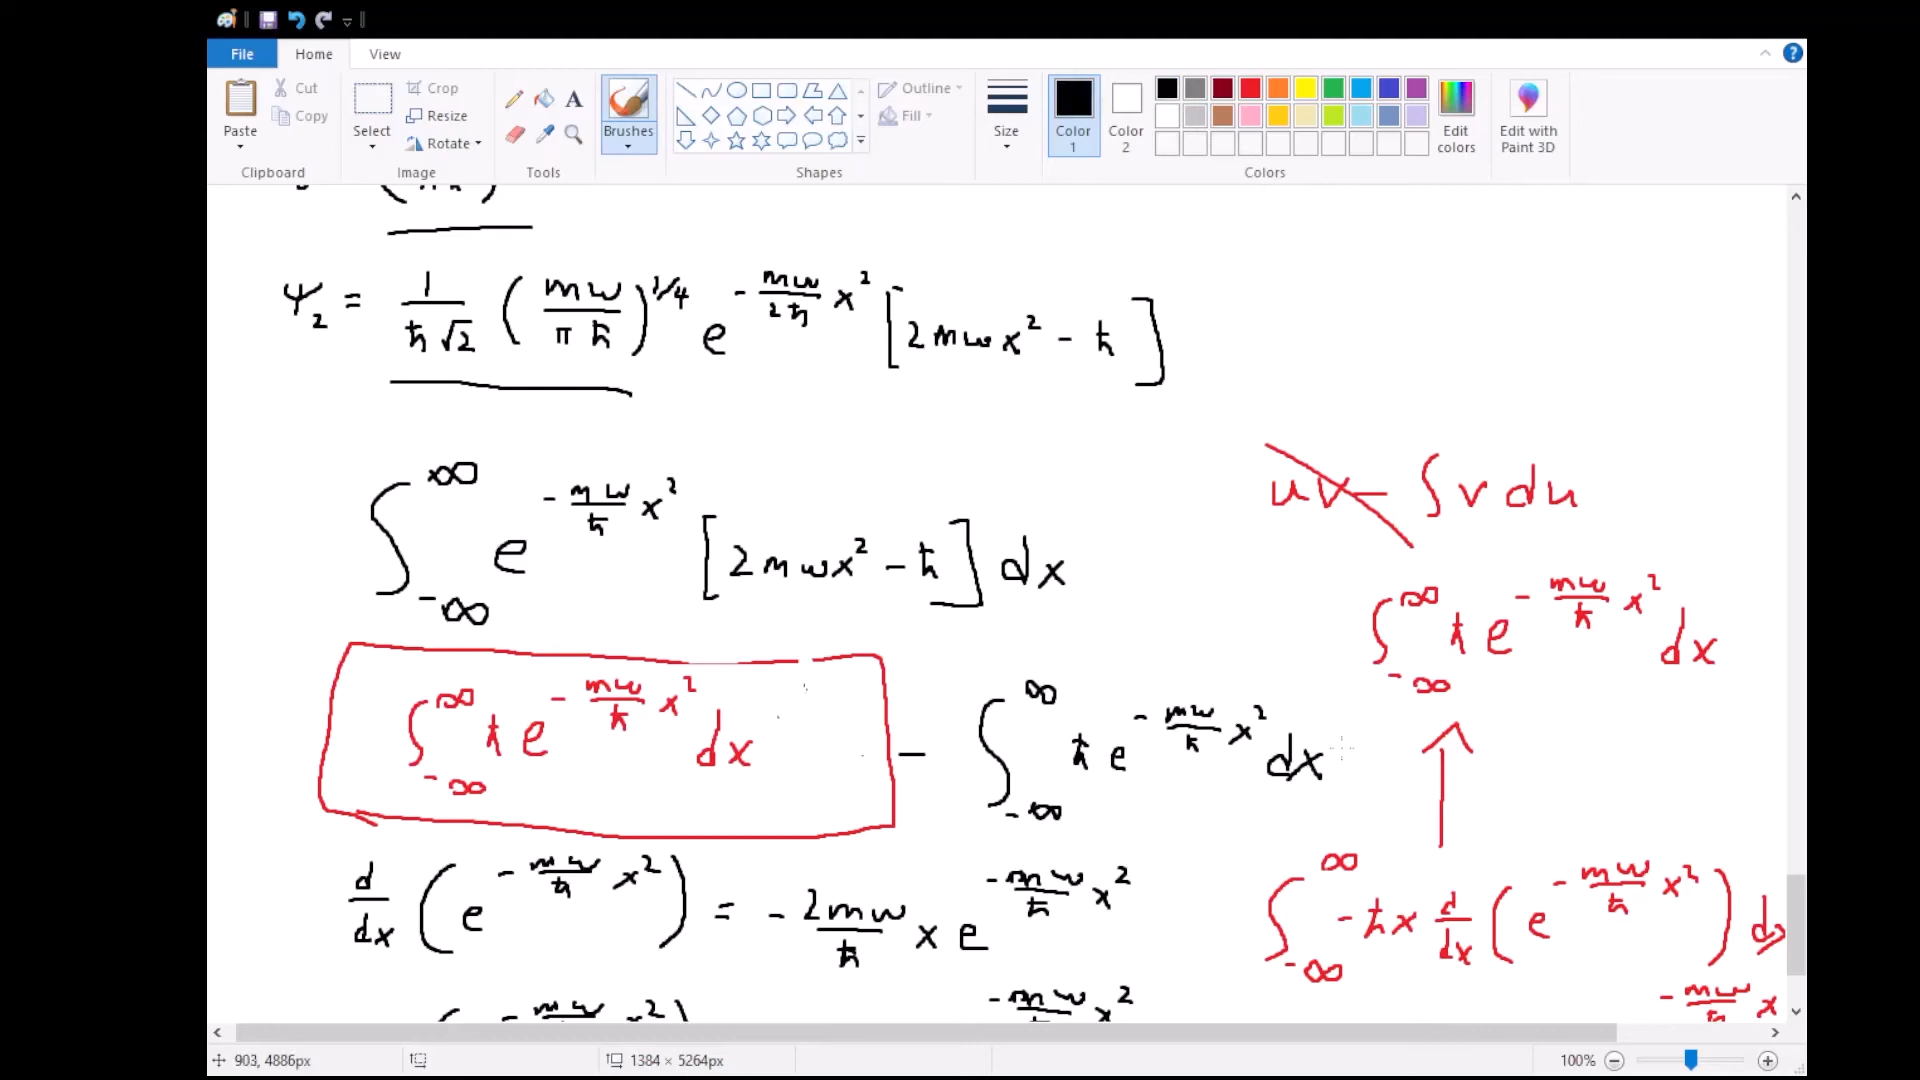 File Home View
Paste Cut Copy Clipboard
Select Crop Resize Rotate Image
A Tools
Brushes
Outline Fill Shapes
Size
Color 1 Color 2 Edit colors Edit with Paint 3D Colors
ψ₂ = 1/(ħ√2) (mω/(πħ))^(1/4) e^(-mω/(2ħ) x²) [2mωx² - ħ]
∫_{-∞}^{∞} e^(-mω/ħ x²) [2mωx² - ħ] dx
uv - ∫v du
∫_{-∞}^{∞} ħ e^(-mω/ħ x²) dx
∫_{-∞}^{∞} ħ e^(-mω/ħ x²) dx - ∫_{-∞}^{∞} ħ e^(-mω/ħ x²) dx
d/dx (e^(-mω/ħ x²)) = -2mω/ħ x e^(-mω/ħ x²)
∫_{-∞}^{∞} -ħx d/dx (e^(-mω/ħ x²)) d
903, 4886px 1384 × 5264px 100%